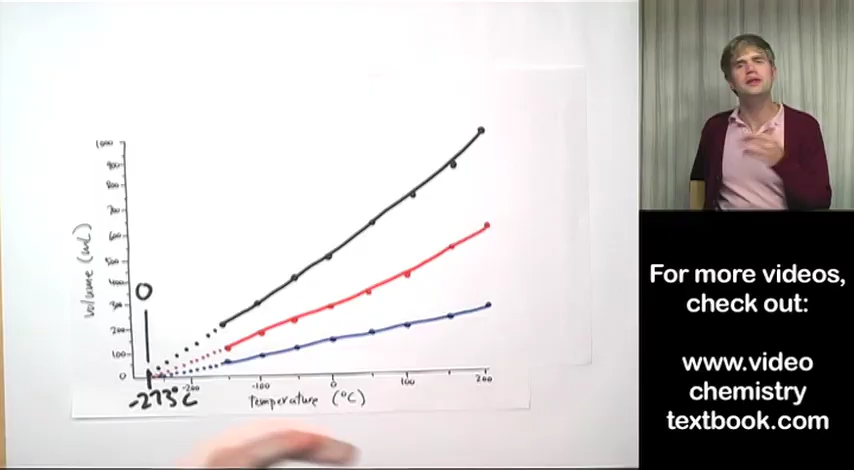 1000
900
800
700
600
500
400
300
200
100
0
volume (mL)
0
-273°C
-200
-100
0
100
200
temperature (°C)
For more videos,
check out:
www.video
chemistry
textbook.com